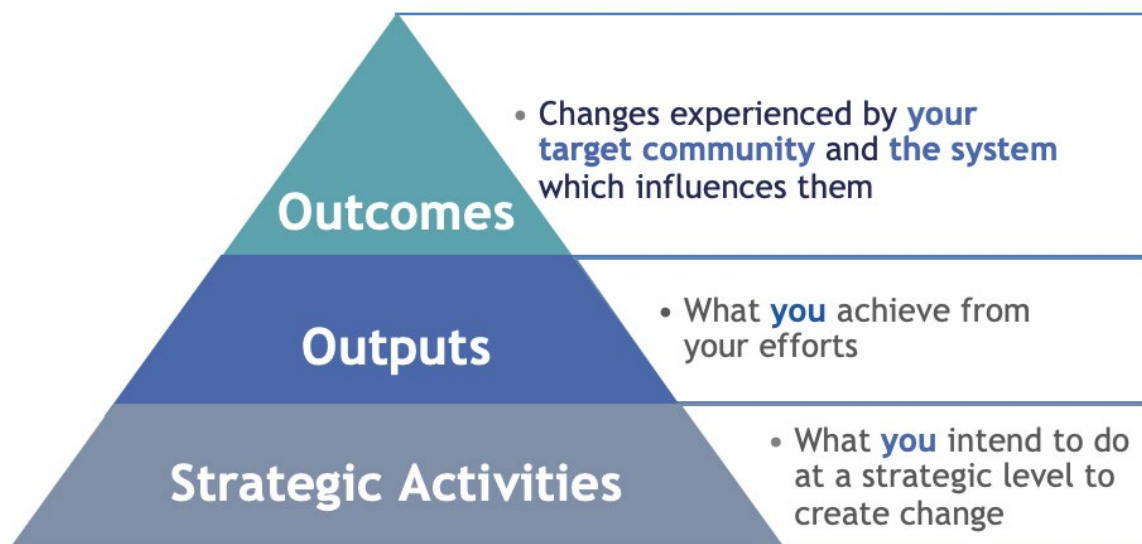 • Changes experienced by your
target community and the system
which influences them
Outcomes
• What you achieve from
your efforts
Outputs
• What you intend to do
at a strategic level to
create change
Strategic Activities